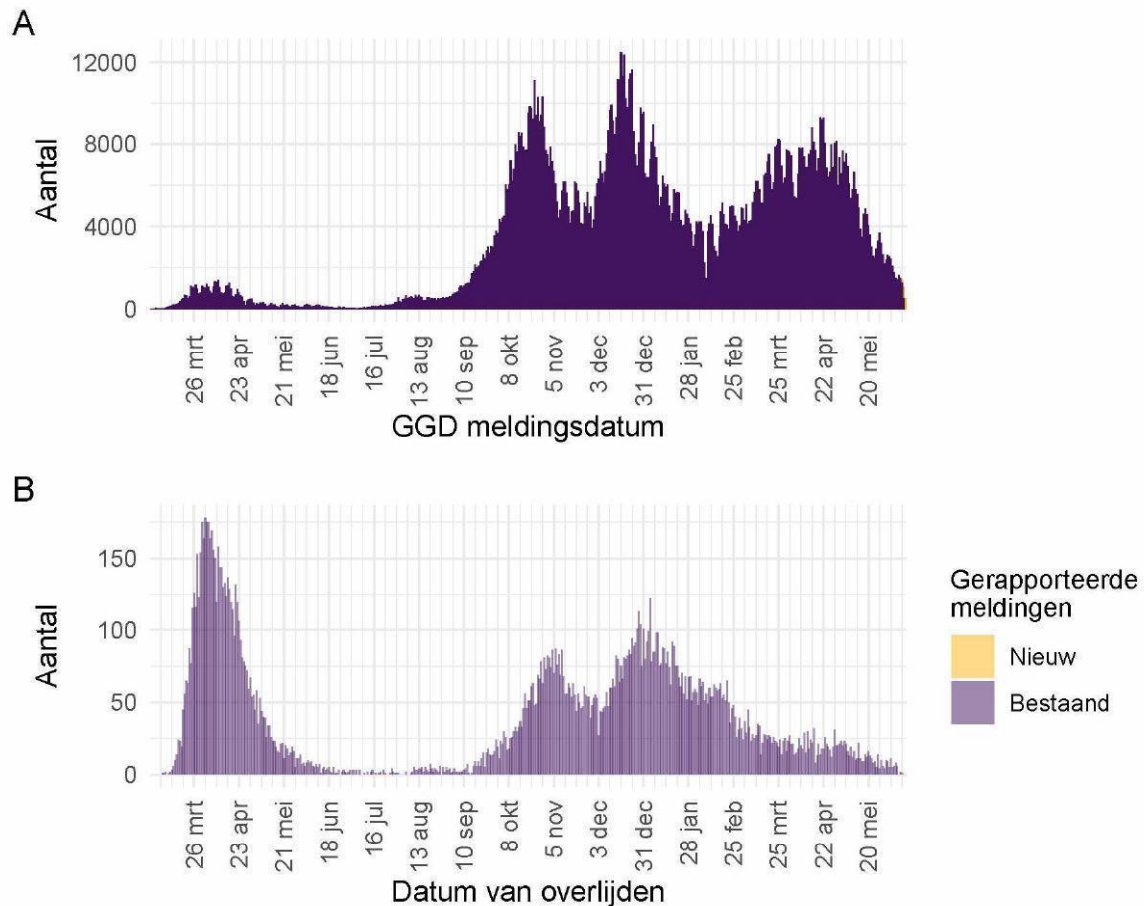 A
12000
8000
4000
0
Aantal
26 mrt
23 apr
21 mei
18 jun
16 jul
13 aug
10 sep
8 okt
5 nov
3 dec
31 dec
28 jan
25 feb
25 mrt
22 apr
20 mei
GGD meldingsdatum
B
150
100
50
0
Aantal
26 mrt
23 apr
21 mei
18 jun
16 jul
13 aug
10 sep
8 okt
5 nov
3 dec
31 dec
28 jan
25 feb
25 mrt
22 apr
20 mei
Datum van overlijden
Gerapporteerde
meldingen
Nieuw
Bestaand